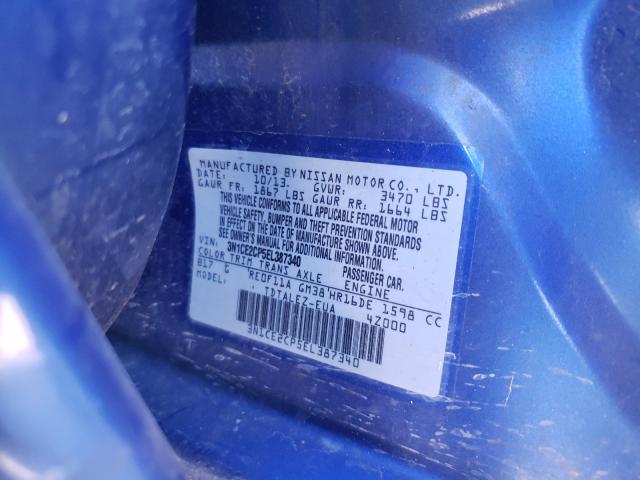 MANUFACTURED BY NISSAN MOTOR CO., LTD.
DATE: 10/13. GVWR: 3470 LBS
GAWR FR: 1867 LBS GAWR RR: 1664 LBS
THIS VEHICLE CONFORMS TO ALL APPLICABLE FEDERAL MOTOR
VEHICLE SAFETY, BUMPER AND THEFT PREVENTION STANDARDS
IN EFFECT ON THE DATE OF MANUFACTURE SHOWN ABOVE.
SEE OWNER'S MANUAL FOR ADDITIONAL INFORMATION.
VIN: 3N1CE2CP5EL387340 PASSENGER CAR.
COLOR TRIM TRANS AXLE ENGINE
B17 G RE0F11A GM38 HR16DE 1598 CC
MODEL: TDTALEZ-EUA 42000
3N1CE2CP5EL387340